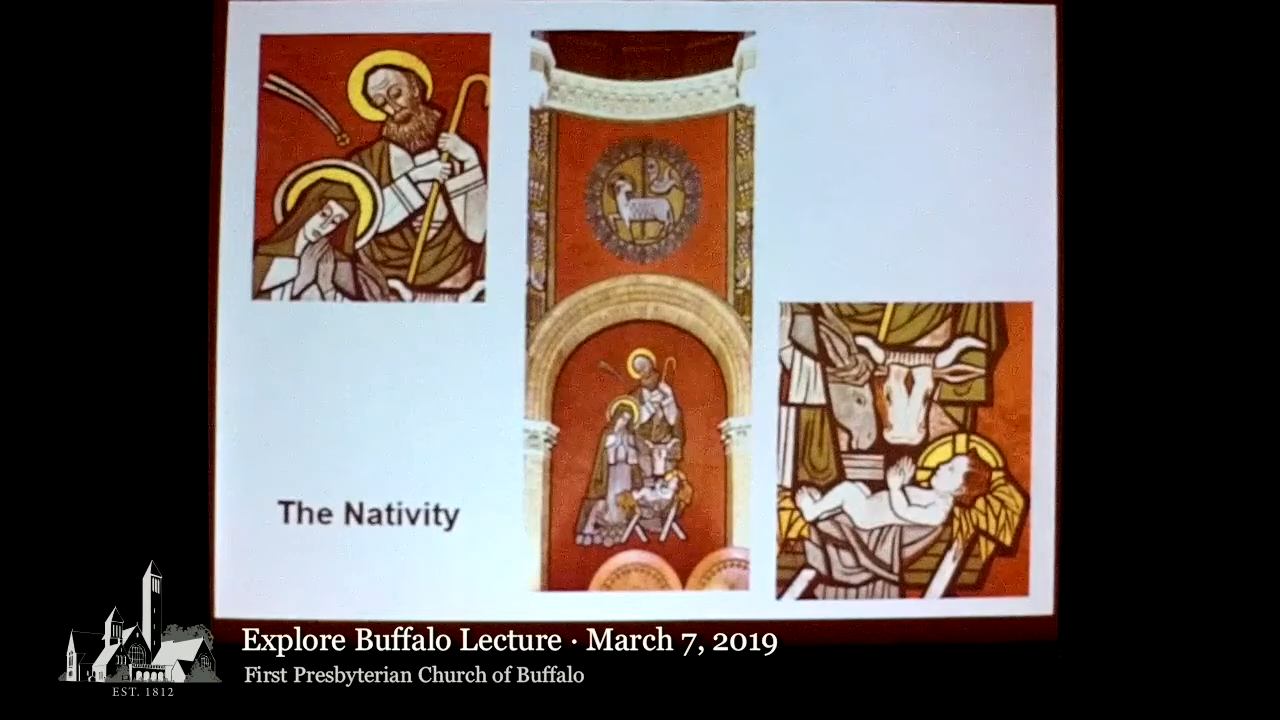 The Nativity
Explore Buffalo Lecture · March 7, 2019
First Presbyterian Church of Buffalo
EST. 1812